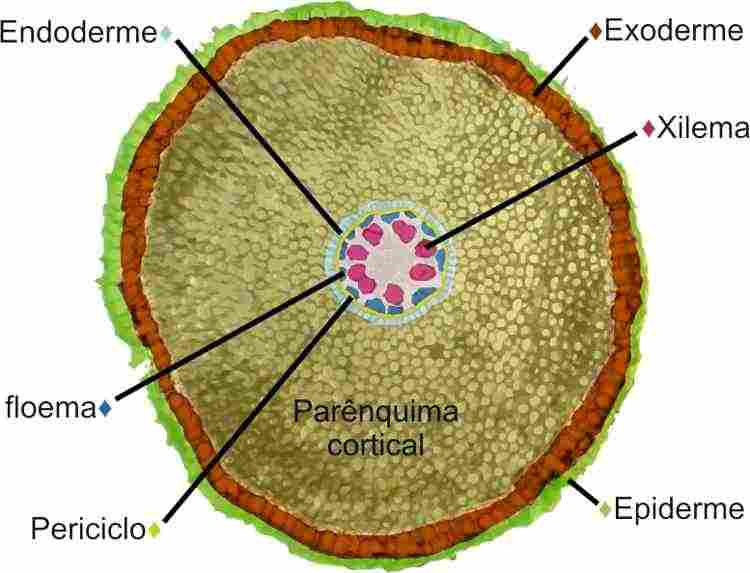 Endoderme
Exoderme
Xilema
floema
Parênquima
cortical
Periciclo
Epiderme